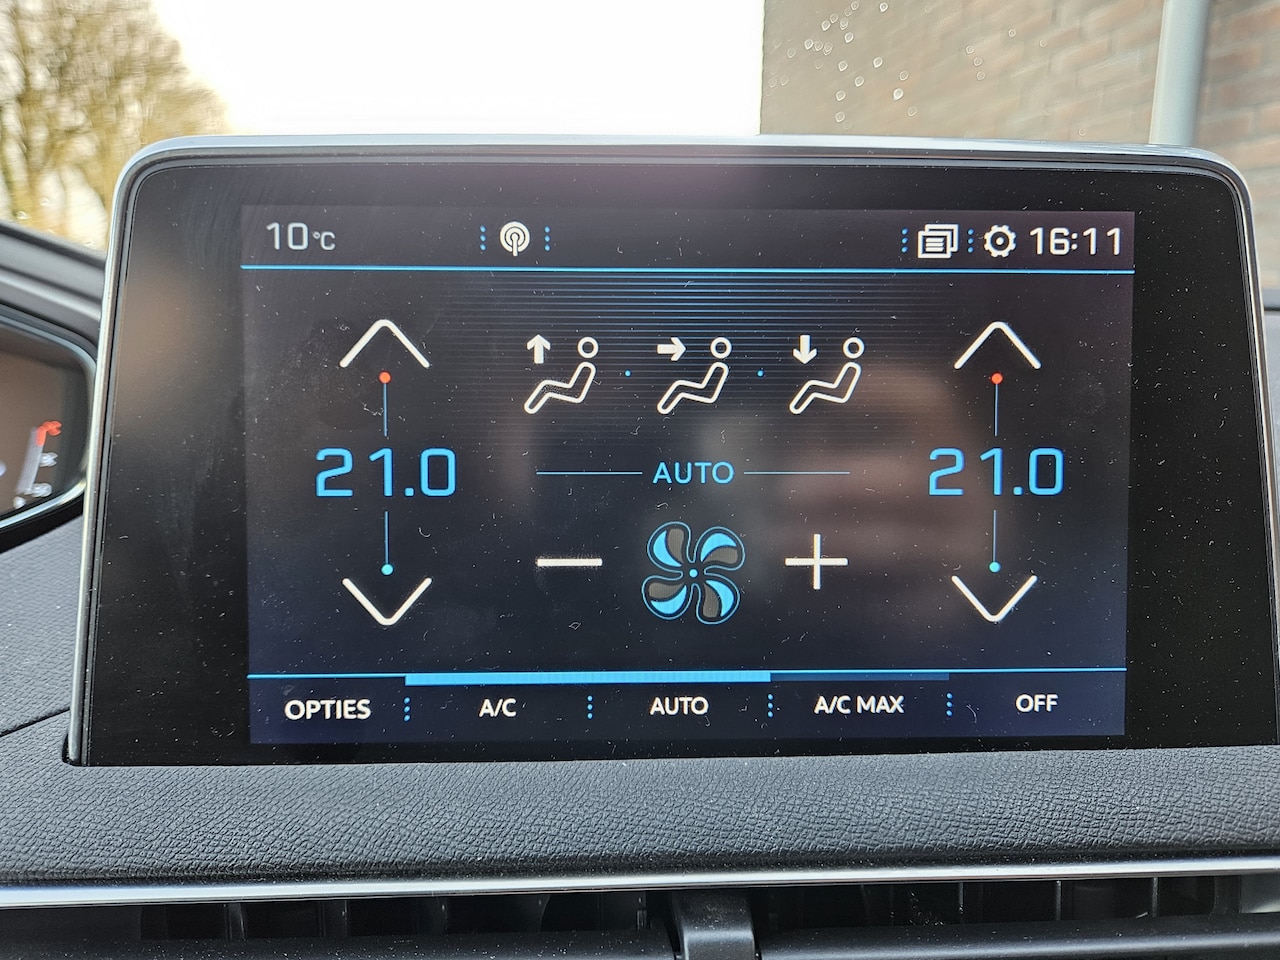 10 °C 16:11
21.0 21.0
AUTO
OPTIES A/C AUTO A/C MAX OFF